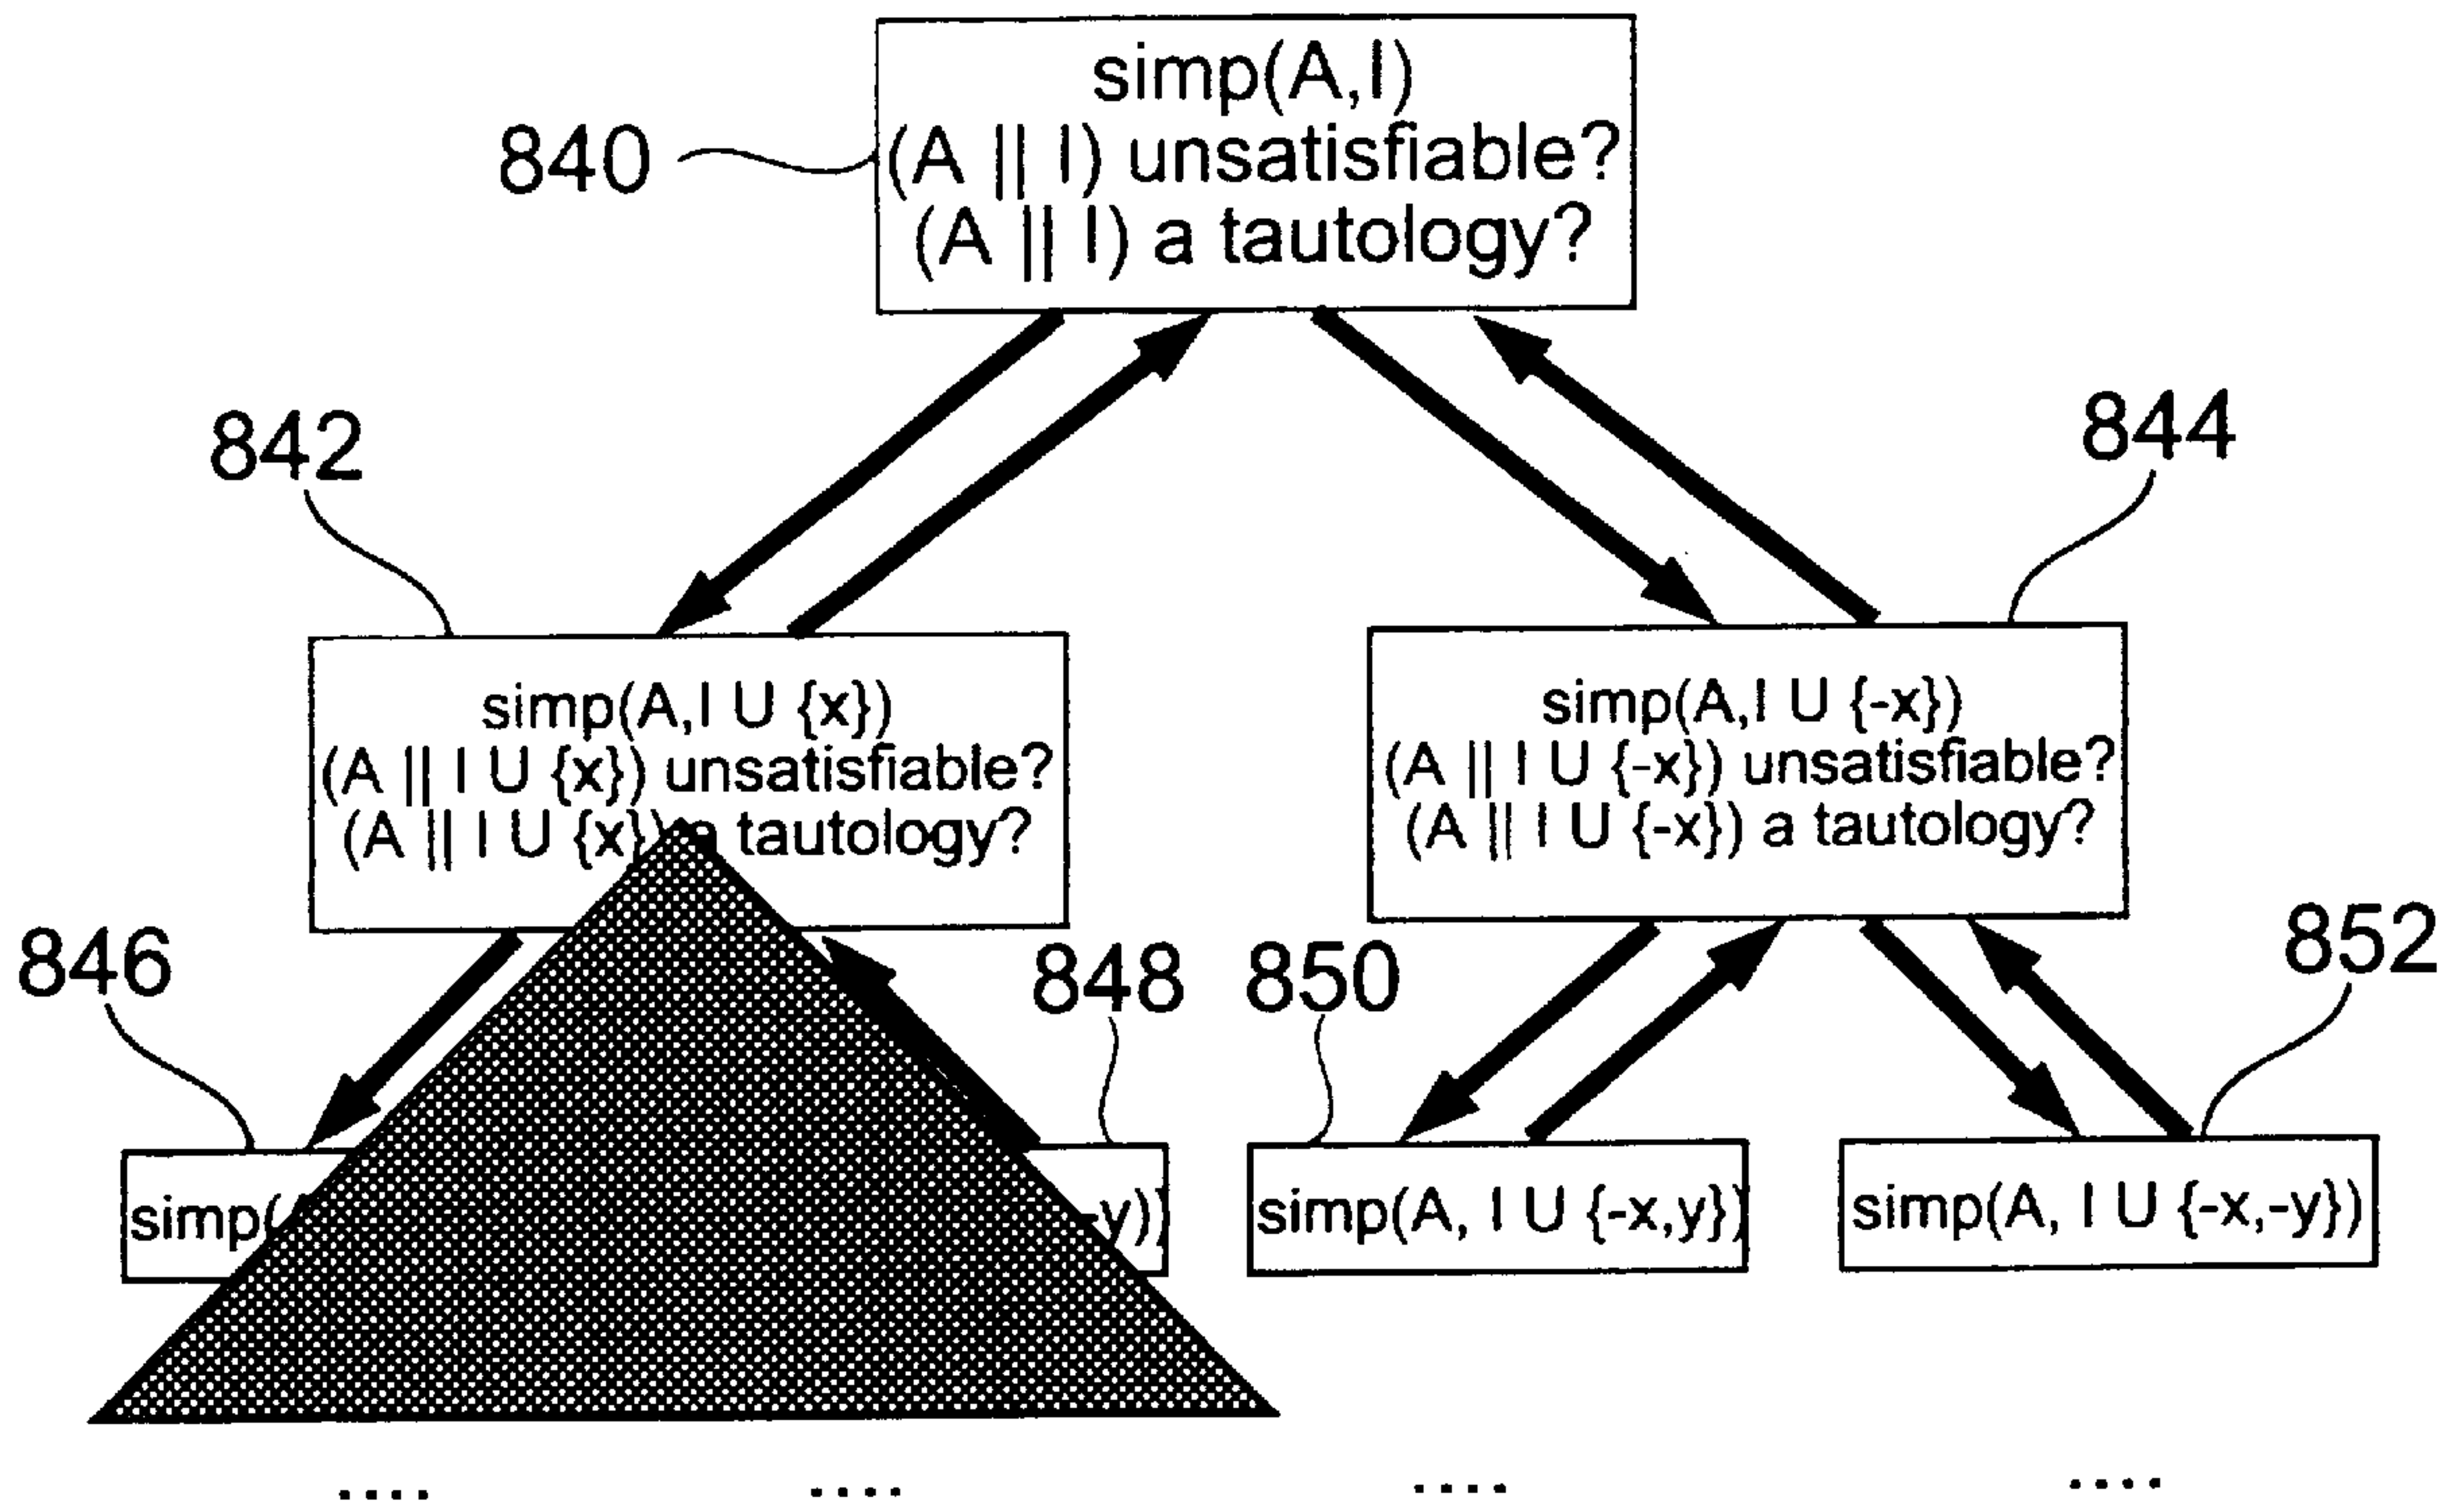 simp(A,I)
840
(A || I) unsatisfiable?
(A || I) a tautology?
842
844
simp(A,I U {x})
(A || I U {x}) unsatisfiable?
(A || I U {x}) tautology?
simp(A,I U {-x})
(A || I U {-x}) unsatisfiable?
(A || I U {-x}) a tautology?
846
848
850
852
simp(
-y})
simp(A, I U {-x,y})
simp(A, I U {-x,-y})
....
....
....
....